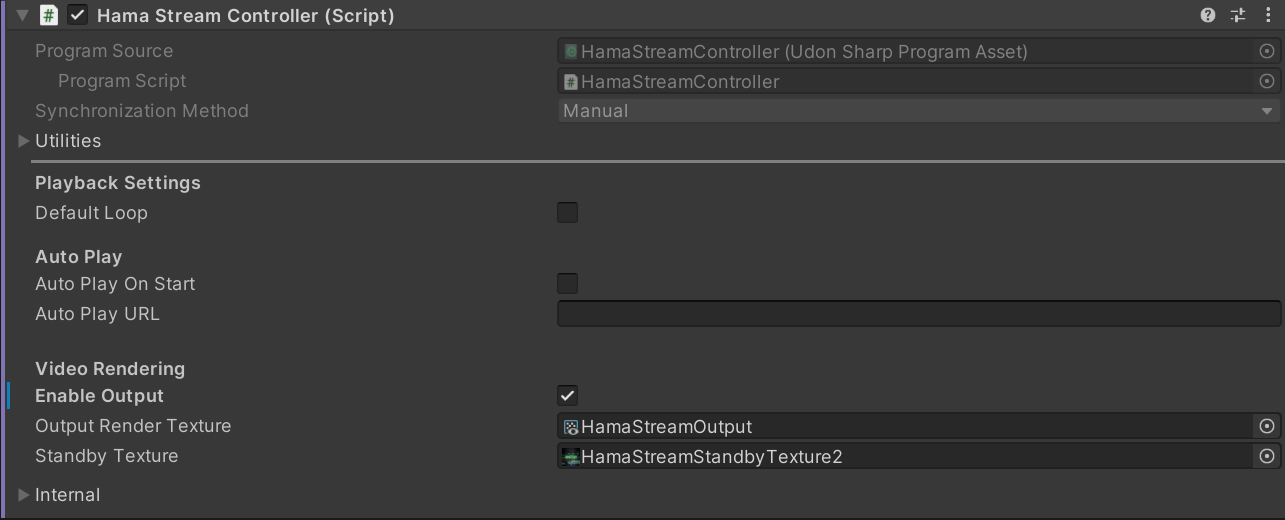 Hama Stream Controller (Script)
Program Source HamaStreamController (Udon Sharp Program Asset)
Program Script HamaStreamController
Synchronization Method Manual
Utilities
Playback Settings
Default Loop
Auto Play
Auto Play On Start
Auto Play URL
Video Rendering
Enable Output
Output Render Texture HamaStreamOutput
Standby Texture HamaStreamStandbyTexture2
Internal